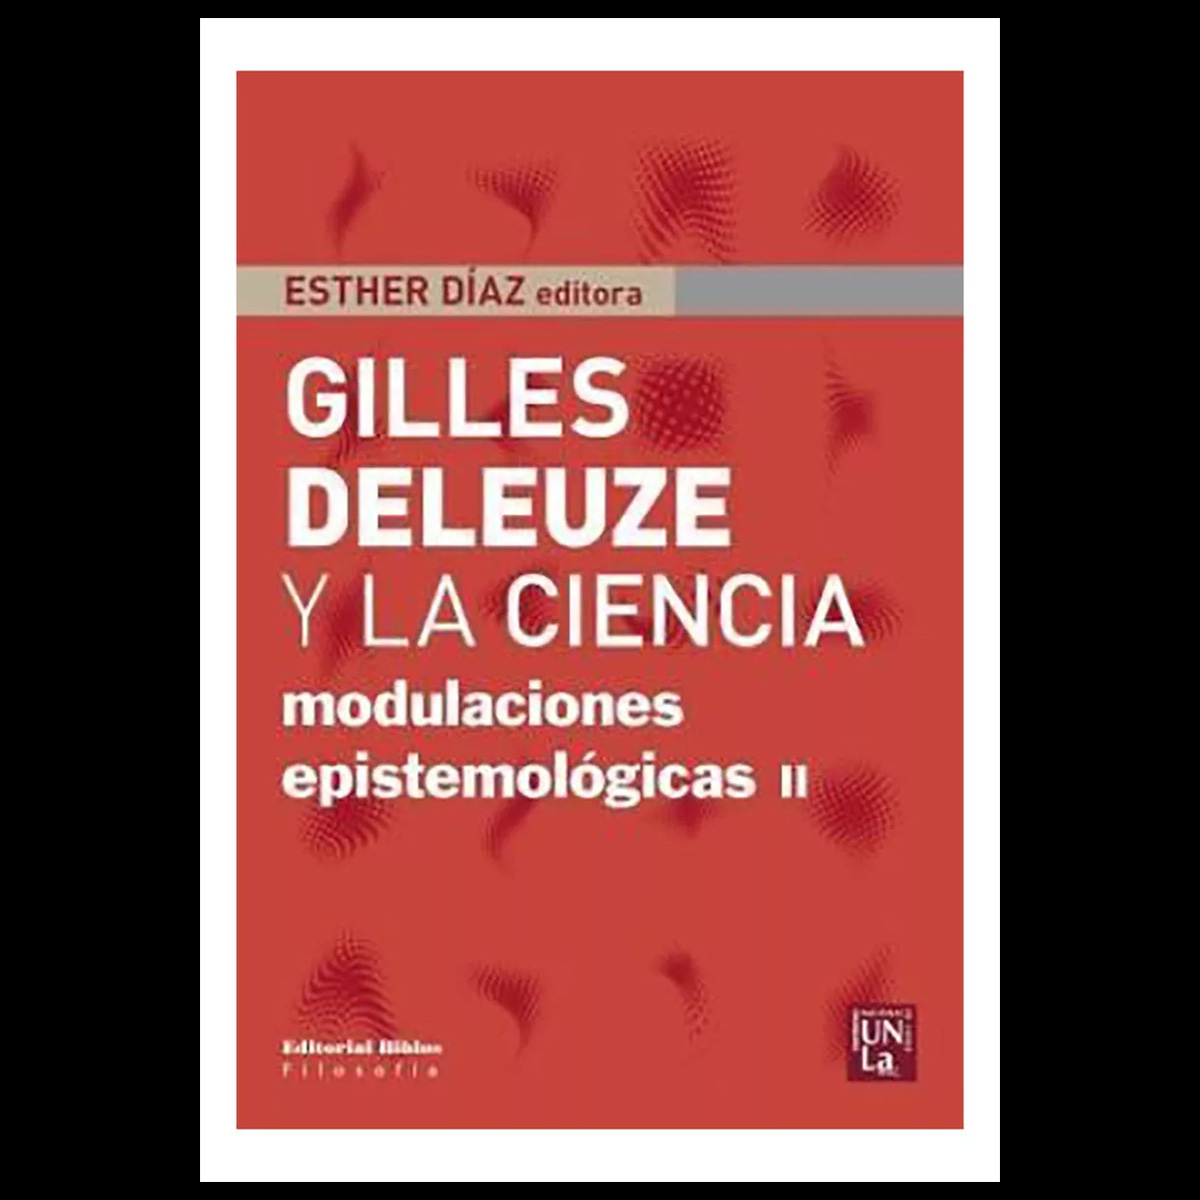 ESTHER DÍAZ editora
GILLES
DELEUZE
Y LA CIENCIA
modulaciones
epistemológicas II
Editorial Biblos
Filosofía
UN
La